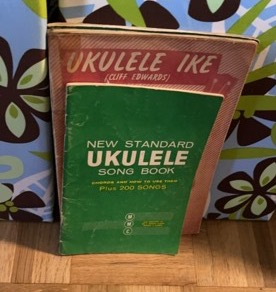 UKULELE IKE
(CLIFF EDWARDS)
NEW STANDARD
UKULELE
SONG BOOK
CHORDS AND HOW TO USE THEM
Plus 200 SONGS